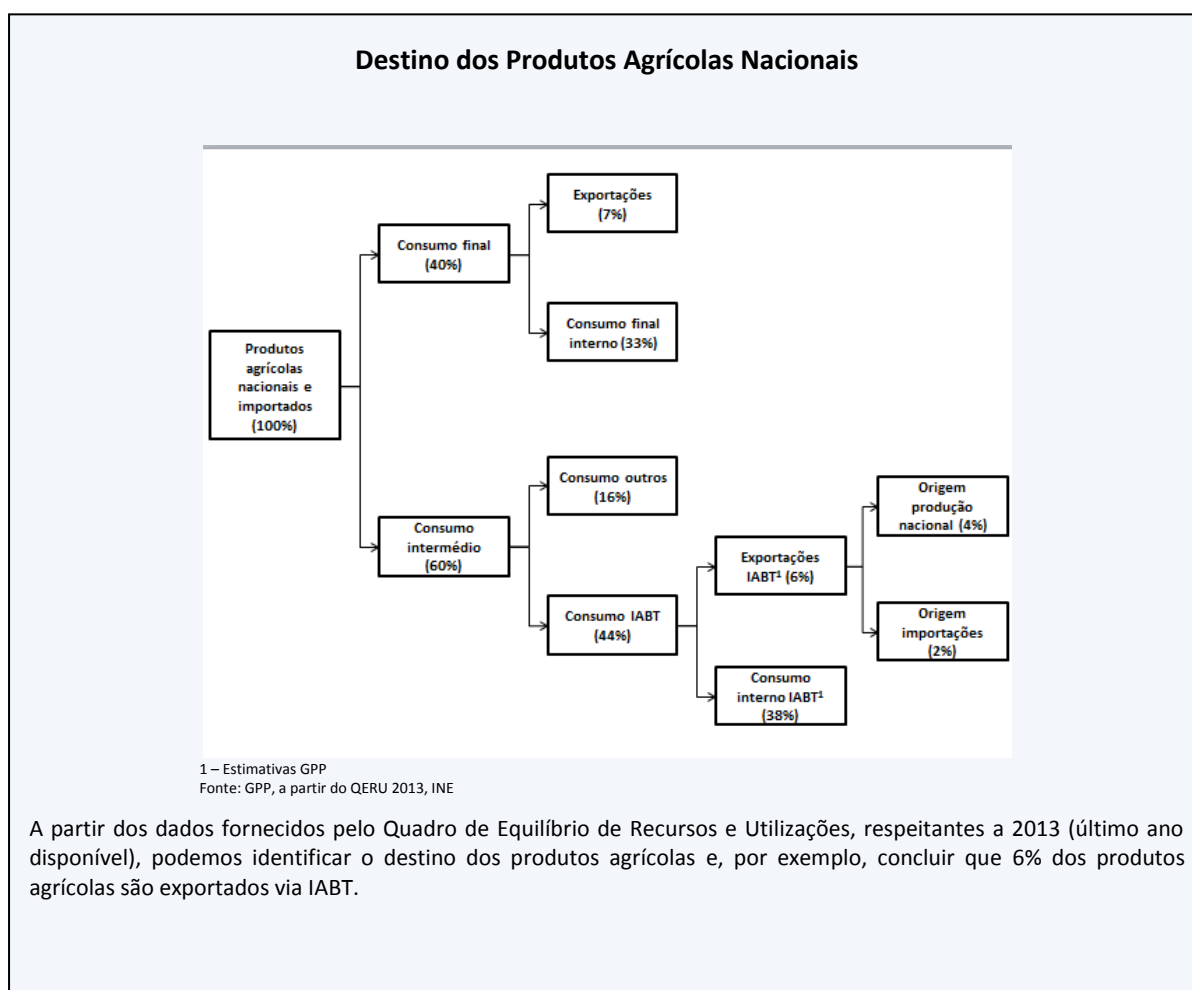 Destino dos Produtos Agrícolas Nacionais
Exportações
(7%)
Consumo final
(40%)
Consumo final
interno (33%)
Produtos
agrícolas
nacionais e
importados
(100%)
Consumo outros
(16%)
Origem
produção
nacional (4%)
Consumo
intermédio
(60%)
Exportações
IABT¹ (6%)
Consumo IABT
(44%)
Origem
importações
(2%)
Consumo
interno IABT¹
(38%)
1 – Estimativas GPP
Fonte: GPP, a partir do QERU 2013, INE
A partir dos dados fornecidos pelo Quadro de Equilíbrio de Recursos e Utilizações, respeitantes a 2013 (último ano
disponível), podemos identificar o destino dos produtos agrícolas e, por exemplo, concluir que 6% dos produtos
agrícolas são exportados via IABT.